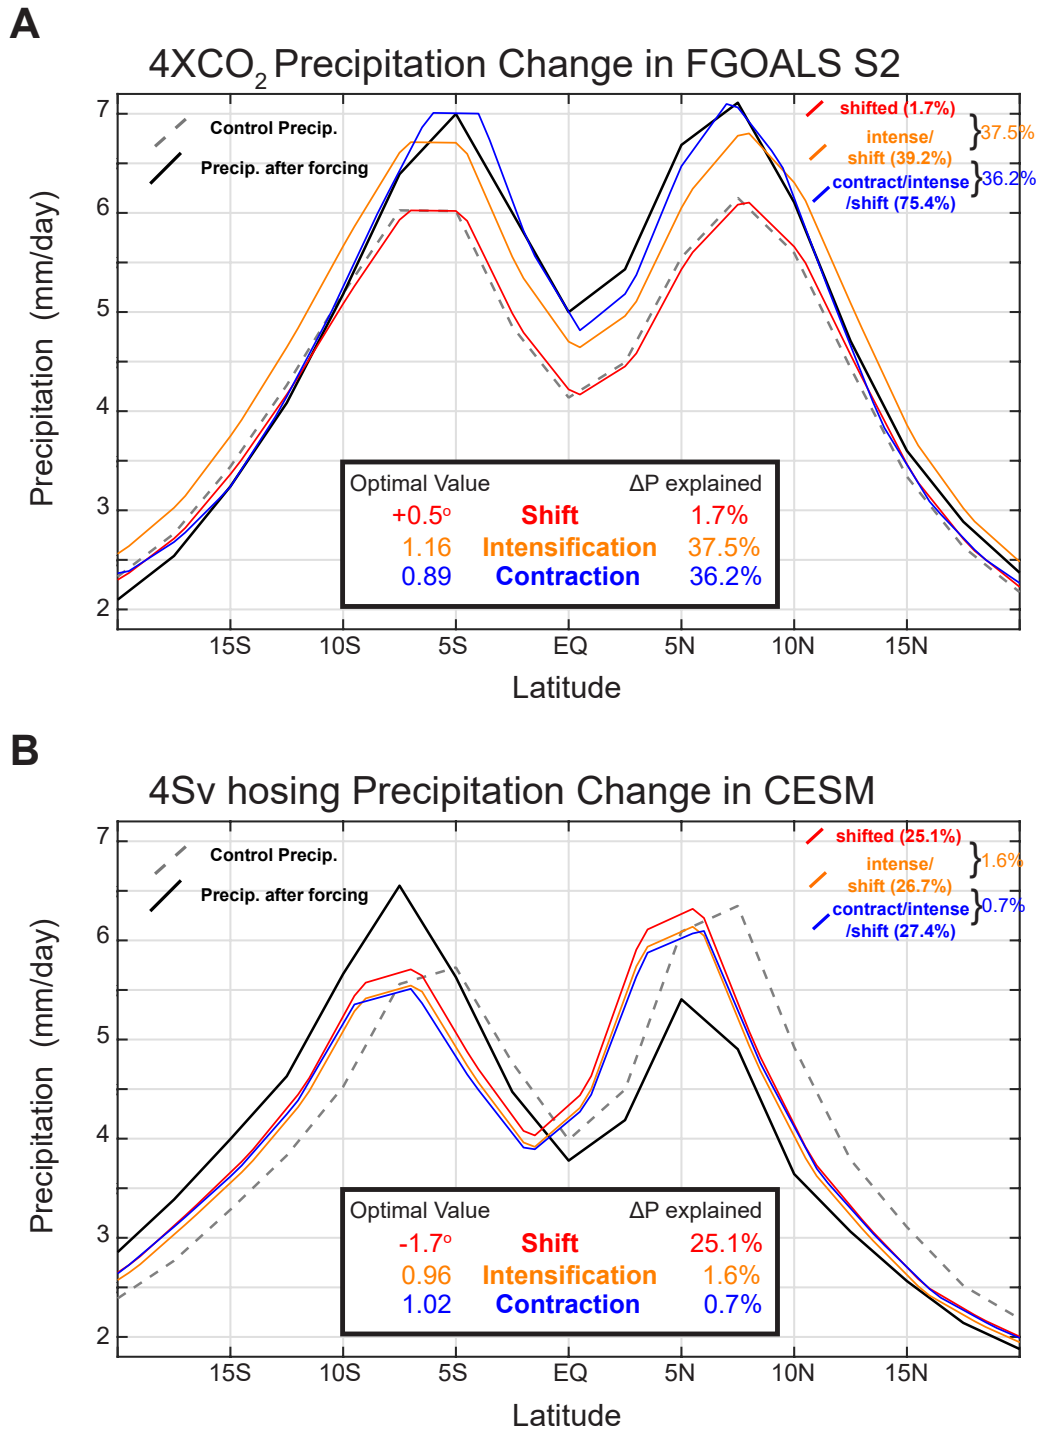 A
4XCO2 Precipitation Change in FGOALS S2
7
6
5
4
3
2
Precipitation (mm/day)
Control Precip.
Precip. after forcing
shifted (1.7%)
intense/
shift (39.2%)
contract/intense
/shift (75.4%)
}37.5%
}36.2%
Optimal Value ΔP explained
+0.5° Shift 1.7%
1.16 Intensification 37.5%
0.89 Contraction 36.2%
15S 10S 5S EQ 5N 10N 15N
Latitude
B
4Sv hosing Precipitation Change in CESM
7
6
5
4
3
2
Precipitation (mm/day)
Control Precip.
Precip. after forcing
shifted (25.1%)
intense/
shift (26.7%)
contract/intense
/shift (27.4%)
}1.6%
}0.7%
Optimal Value ΔP explained
-1.7° Shift 25.1%
0.96 Intensification 1.6%
1.02 Contraction 0.7%
15S 10S 5S EQ 5N 10N 15N
Latitude